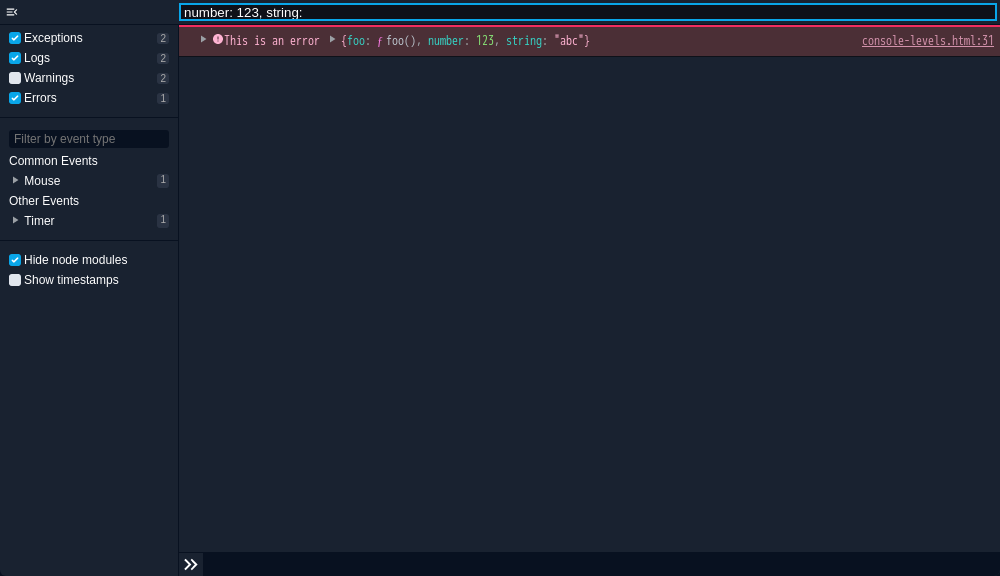 number: 123, string:
Exceptions 2
Logs 2
Warnings 2
Errors 1
Filter by event type
Common Events
Mouse 1
Other Events
Timer 1
Hide node modules
Show timestamps
This is an error {foo: ƒ foo(), number: 123, string: "abc"} console-levels.html:31